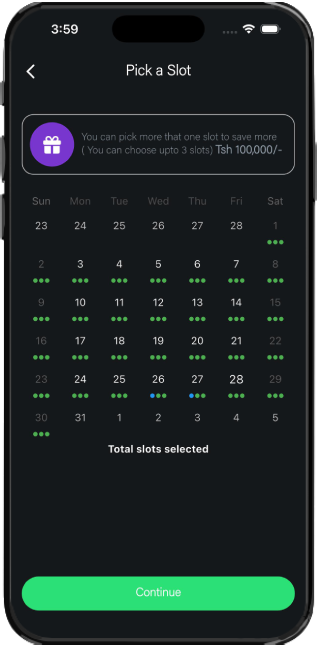 3:59
Pick a Slot
You can pick more that one slot to save more
( You can choose upto 3 slots) Tsh 100,000/-
Sun Mon Tue Wed Thu Fri Sat
23 24 25 26 27 28 1
2 3 4 5 6 7 8
9 10 11 12 13 14 15
16 17 18 19 20 21 22
23 24 25 26 27 28 29
30 31 1 2 3 4 5
Total slots selected
Continue